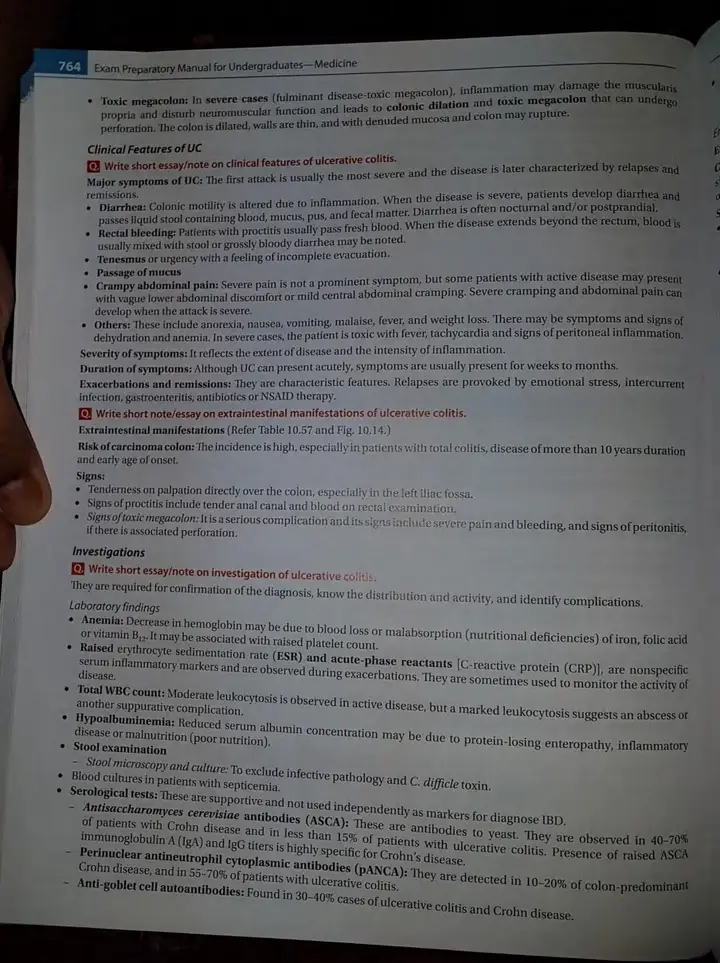 764 Exam Preparatory Manual for Undergraduates—Medicine
• Toxic megacolon: In severe cases (fulminant disease-toxic megacolon), inflammation may damage the muscularis
propria and disturb neuromuscular function and leads to colonic dilation and toxic megacolon that can undergo
perforation. The colon is dilated, walls are thin, and with denuded mucosa and colon may rupture.
Clinical Features of UC
Q. Write short essay/note on clinical features of ulcerative colitis.
Major symptoms of UC: The first attack is usually the most severe and the disease is later characterized by relapses and
remissions.
• Diarrhea: Colonic motility is altered due to inflammation. When the disease is severe, patients develop diarrhea and
passes liquid stool containing blood, mucus, pus, and fecal matter. Diarrhea is often nocturnal and/or postprandial.
• Rectal bleeding: Patients with proctitis usually pass fresh blood. When the disease extends beyond the rectum, blood is
usually mixed with stool or grossly bloody diarrhea may be noted.
• Tenesmus or urgency with a feeling of incomplete evacuation.
• Passage of mucus
• Crampy abdominal pain: Severe pain is not a prominent symptom, but some patients with active disease may present
with vague lower abdominal discomfort or mild central abdominal cramping. Severe cramping and abdominal pain can
develop when the attack is severe.
• Others: These include anorexia, nausea, vomiting, malaise, fever, and weight loss. There may be symptoms and signs of
dehydration and anemia. In severe cases, the patient is toxic with fever, tachycardia and signs of peritoneal inflammation.
Severity of symptoms: It reflects the extent of disease and the intensity of inflammation.
Duration of symptoms: Although UC can present acutely, symptoms are usually present for weeks to months.
Exacerbations and remissions: They are characteristic features. Relapses are provoked by emotional stress, intercurrent
infection, gastroenteritis, antibiotics or NSAID therapy.
Q. Write short note/essay on extraintestinal manifestations of ulcerative colitis.
Extraintestinal manifestations (Refer Table 10.57 and Fig. 10.14.)
Risk of carcinoma colon: The incidence is high, especially in patients with total colitis, disease of more than 10 years duration
and early age of onset.
Signs:
• Tenderness on palpation directly over the colon, especially in the left iliac fossa.
• Signs of proctitis include tender anal canal and blood on rectal examination.
• Signs of toxic megacolon: It is a serious complication and its signs include severe pain and bleeding, and signs of peritonitis,
if there is associated perforation.
Investigations
Q. Write short essay/note on investigation of ulcerative colitis.
They are required for confirmation of the diagnosis, know the distribution and activity, and identify complications.
Laboratory findings
• Anemia: Decrease in hemoglobin may be due to blood loss or malabsorption (nutritional deficiencies) of iron, folic acid
or vitamin B12. It may be associated with raised platelet count.
• Raised erythrocyte sedimentation rate (ESR) and acute-phase reactants [C-reactive protein (CRP)], are nonspecific
serum inflammatory markers and are observed during exacerbations. They are sometimes used to monitor the activity of
disease.
• Total WBC count: Moderate leukocytosis is observed in active disease, but a marked leukocytosis suggests an abscess or
another suppurative complication.
• Hypoalbuminemia: Reduced serum albumin concentration may be due to protein-losing enteropathy, inflammatory
disease or malnutrition (poor nutrition).
• Stool examination
– Stool microscopy and culture: To exclude infective pathology and C. difficle toxin.
• Blood cultures in patients with septicemia.
• Serological tests: These are supportive and not used independently as markers for diagnose IBD.
– Antisaccharomyces cerevisiae antibodies (ASCA): These are antibodies to yeast. They are observed in 40–70%
of patients with Crohn disease and in less than 15% of patients with ulcerative colitis. Presence of raised ASCA
immunoglobulin A (IgA) and IgG titers is highly specific for Crohn's disease.
– Perinuclear antineutrophil cytoplasmic antibodies (pANCA): They are detected in 10–20% of colon-predominant
Crohn disease, and in 55–70% of patients with ulcerative colitis.
– Anti-goblet cell autoantibodies: Found in 30–40% cases of ulcerative colitis and Crohn disease.